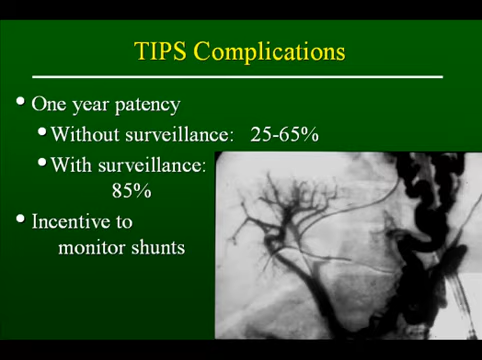 TIPS Complications
• One year patency
• Without surveillance: 25-65%
• With surveillance:
85%
• Incentive to
monitor shunts